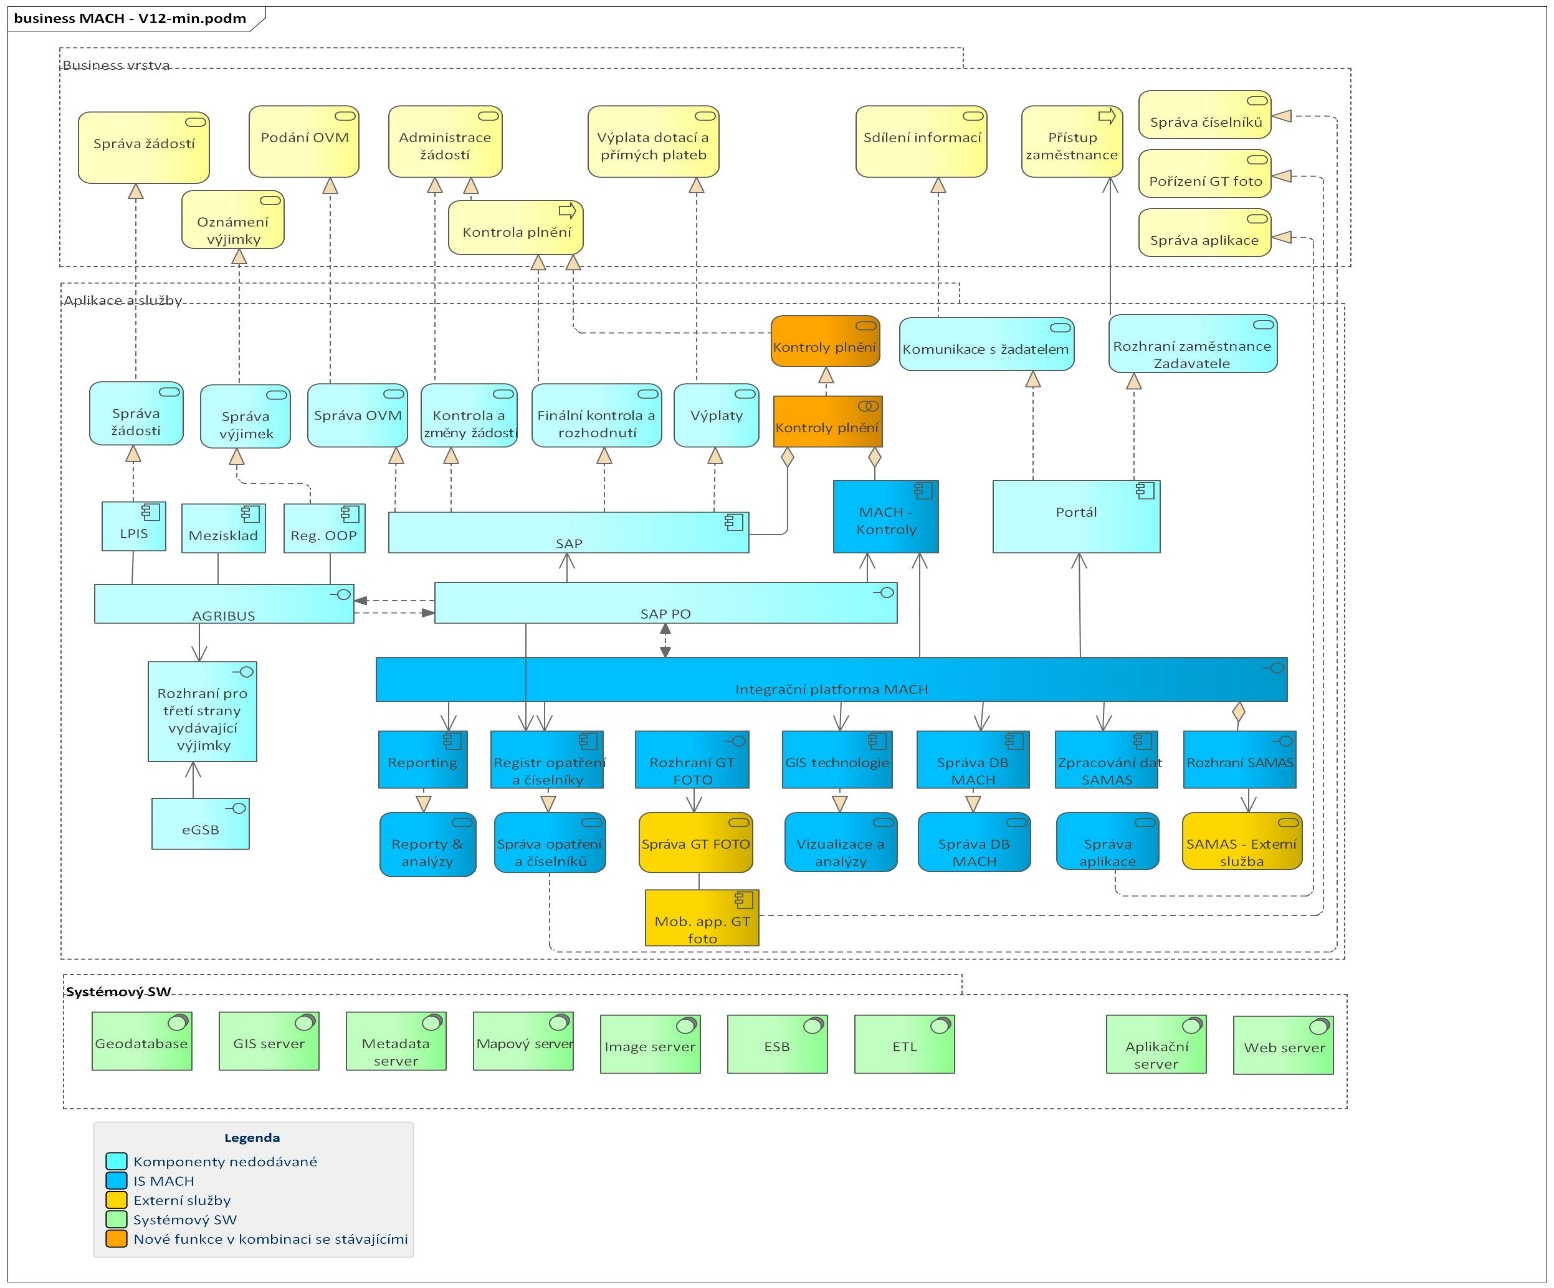 business MACH - V12-min.podm
Business vrstva
Správa žádostí
Podání OVM
Administrace
žádostí
Výplata dotací a
přímých plateb
Sdílení informací
Přístup
zaměstnance
Správa číselníků
Pořízení GT foto
Správa aplikace
Oznámení
výjimky
Kontrola plnění
Aplikace a služby
Kontroly plnění
Komunikace s žadatelem
Rozhraní zaměstnance
Zadavatele
Správa
žádosti
Správa
výjimek
Správa OVM
Kontrola a
změny žádosti
Finální kontrola a
rozhodnutí
Výplaty
Kontroly plnění
LPIS
Mezisklad
Reg. OOP
SAP
MACH -
Kontroly
Portál
AGRIBUS
SAP PO
Rozhraní pro
třetí strany
vydávající
výjimky
Integrační platforma MACH
Reporting
Registr opatření
a číselníky
Rozhraní GT
FOTO
GIS technologie
Správa DB
MACH
Zpracování dat
SAMAS
Rozhraní SAMAS
eGSB
Reporty &
analýzy
Správa opatření
a číselníků
Správa GT FOTO
Vizualizace a
analýzy
Správa DB
MACH
Správa
aplikace
SAMAS - Externí
služba
Mob. app. GT
foto
Systémový SW
Geodatabase
GIS server
Metadata
server
Mapový server
Image server
ESB
ETL
Aplikační
server
Web server
Legenda
Komponenty nedodávané
IS MACH
Externí služby
Systémový SW
Nové funkce v kombinaci se stávajícími